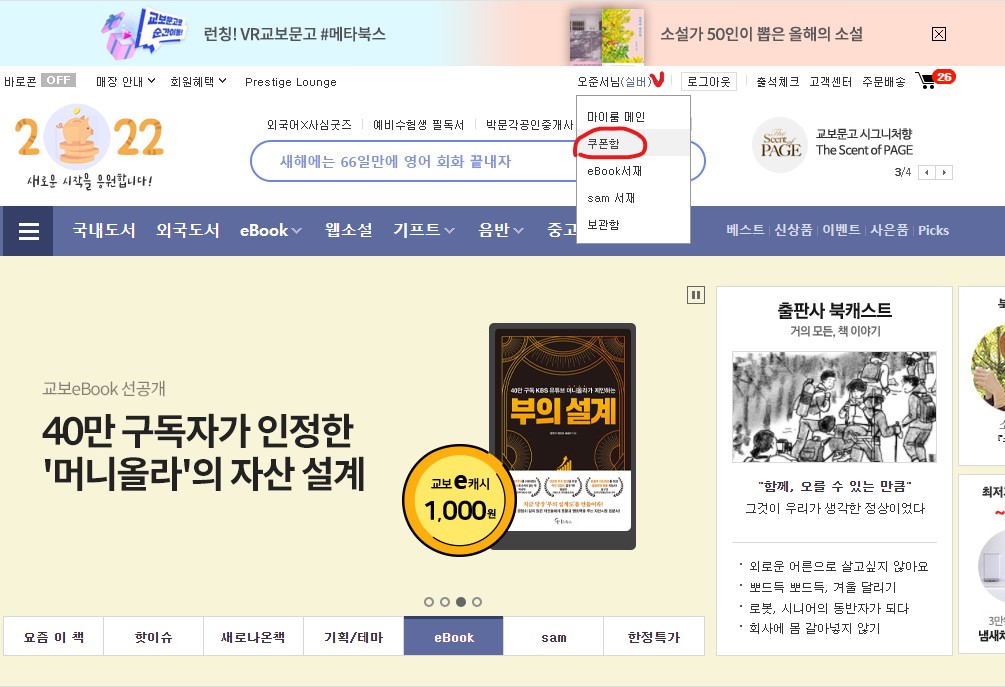 교보문고로
순간이동!
런칭! VR교보문고 #메타북스
소설가 50인이 뽑은 올해의 소설
바로콘 OFF 매장 안내 회원혜택 Prestige Lounge
오준서님(실버) 로그아웃 출석체크 고객센터 주문배송 26
마이룸 메인
쿠폰함
eBook서재
sam 서재
보관함
2022
새로운 시작을 응원합니다!
외국어X사심굿즈 예비수험생 필독서 박문각공인중개사
새해에는 66일만에 영어 회화 끝내자
The
Scent
of
PAGE
교보문고 시그니처향
The Scent of PAGE
3/4
국내도서 외국도서 eBook 웹소설 기프트 음반 중고
베스트 신상품 이벤트 사은품 Picks
교보eBook 선공개
40만 구독자가 인정한
'머니올라'의 자산 설계
40만 구독 KBS 유튜브 머니올라가 제안하는
부의 설계
교보 e캐시
1,000원
출판사 북캐스트
거의 모든, 책 이야기
"함께, 오를 수 있는 만큼"
그것이 우리가 생각한 정상이었다
외로운 어른으로 살고싶지 않아요
뽀드득 뽀드득, 겨울 달리기
로봇, 시니어의 동반자가 되다
회사에 몸 갈아넣지 않기
최저
3만
냄새차
요즘 이 책 핫이슈 새로나온책 기획/테마 eBook sam 한정특가